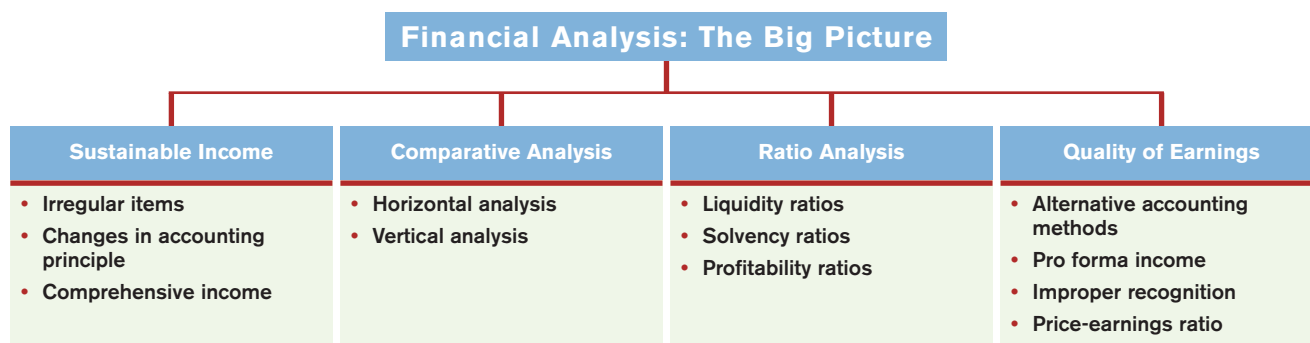 Financial Analysis: The Big Picture
Sustainable Income
• Irregular items
• Changes in accounting
principle
• Comprehensive income
Comparative Analysis
• Horizontal analysis
• Vertical analysis
Ratio Analysis
• Liquidity ratios
• Solvency ratios
• Profitability ratios
Quality of Earnings
• Alternative accounting
methods
• Pro forma income
• Improper recognition
• Price-earnings ratio